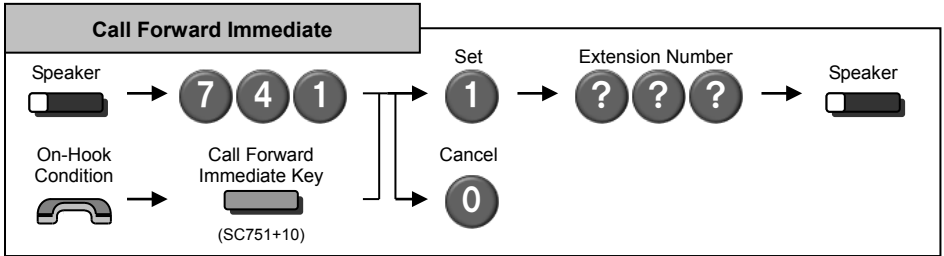 Call Forward Immediate
Speaker
7 4 1
Set
1
Extension Number
? ? ?
Speaker
On-Hook
Condition
Call Forward
Immediate Key
(SC751+10)
Cancel
0